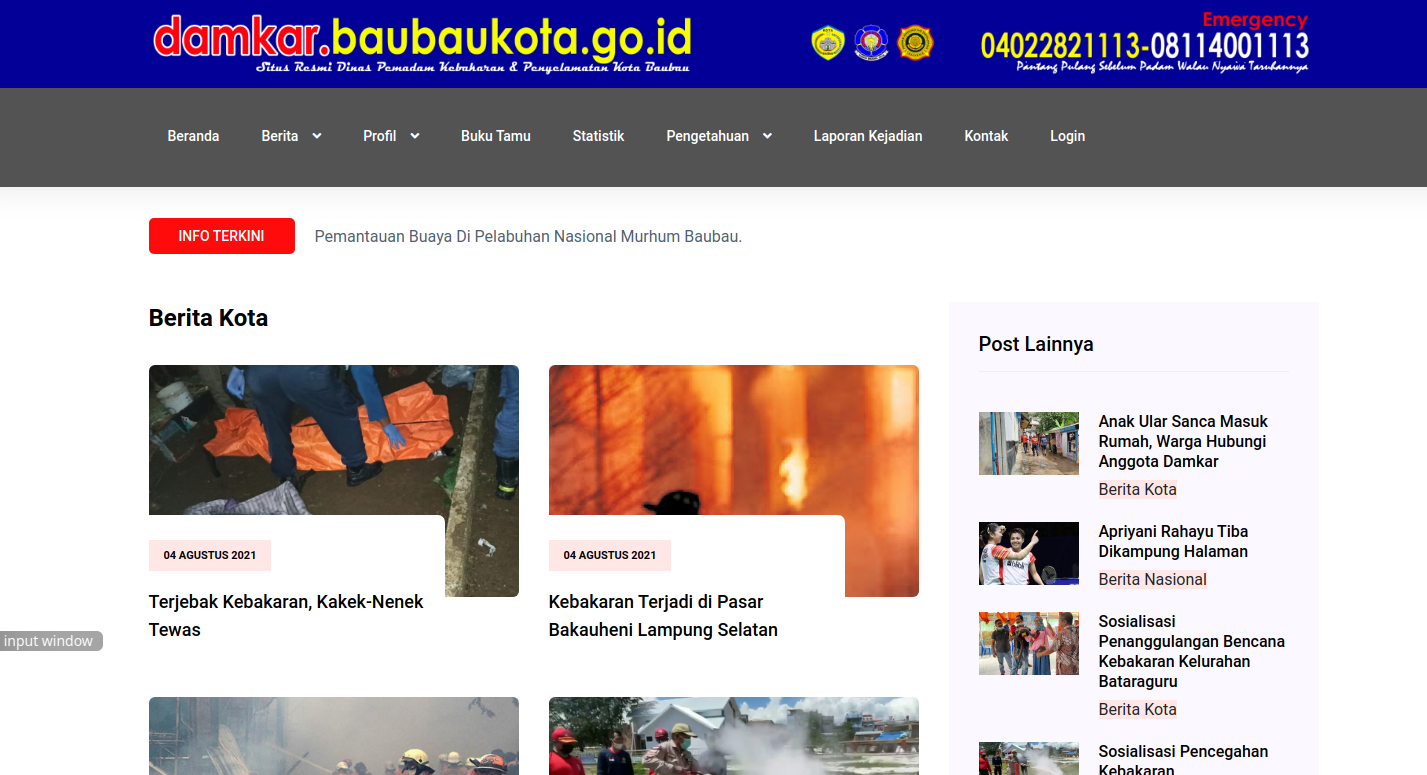 damkar.baubaukota.go.id
Situs Resmi Dinas Pemadam Kebakaran & Penyelamatan Kota Baubau
Emergency
04022821113-08114001113
Pantang Pulang Sebelum Padam Walau Nyawa Taruhannya
Beranda Berita Profil Buku Tamu Statistik Pengetahuan Laporan Kejadian Kontak Login
INFO TERKINI Pemantauan Buaya Di Pelabuhan Nasional Murhum Baubau.
Berita Kota
04 AGUSTUS 2021
Terjebak Kebakaran, Kakek-Nenek
Tewas
04 AGUSTUS 2021
Kebakaran Terjadi di Pasar
Bakauheni Lampung Selatan
input window
Post Lainnya
Anak Ular Sanca Masuk
Rumah, Warga Hubungi
Anggota Damkar
Berita Kota
Apriyani Rahayu Tiba
Dikampung Halaman
Berita Nasional
Sosialisasi
Penanggulangan Bencana
Kebakaran Kelurahan
Bataraguru
Berita Kota
Sosialisasi Pencegahan
Kebakaran